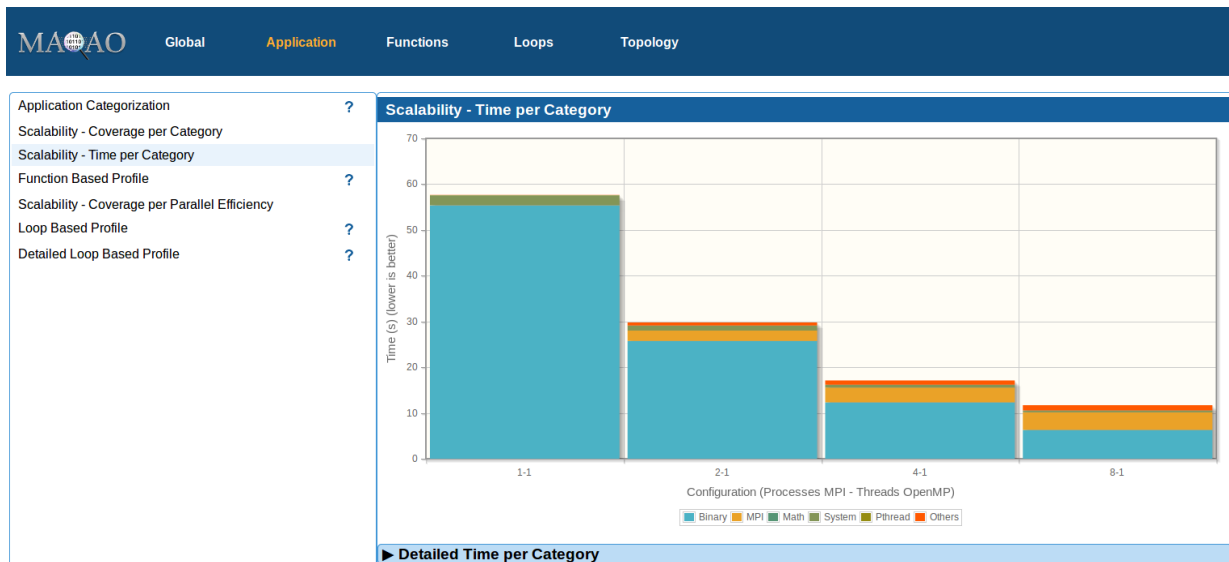 MAQAO Global Application Functions Loops Topology
Application Categorization ?
Scalability - Coverage per Category
Scalability - Time per Category
Function Based Profile ?
Scalability - Coverage per Parallel Efficiency
Loop Based Profile ?
Detailed Loop Based Profile ?
Scalability - Time per Category
70
60
50
40
30
20
10
0
Time (s) (lower is better)
1-1 2-1 4-1 8-1
Configuration (Processes MPI - Threads OpenMP)
Binary MPI Math System Pthread Others
▶ Detailed Time per Category